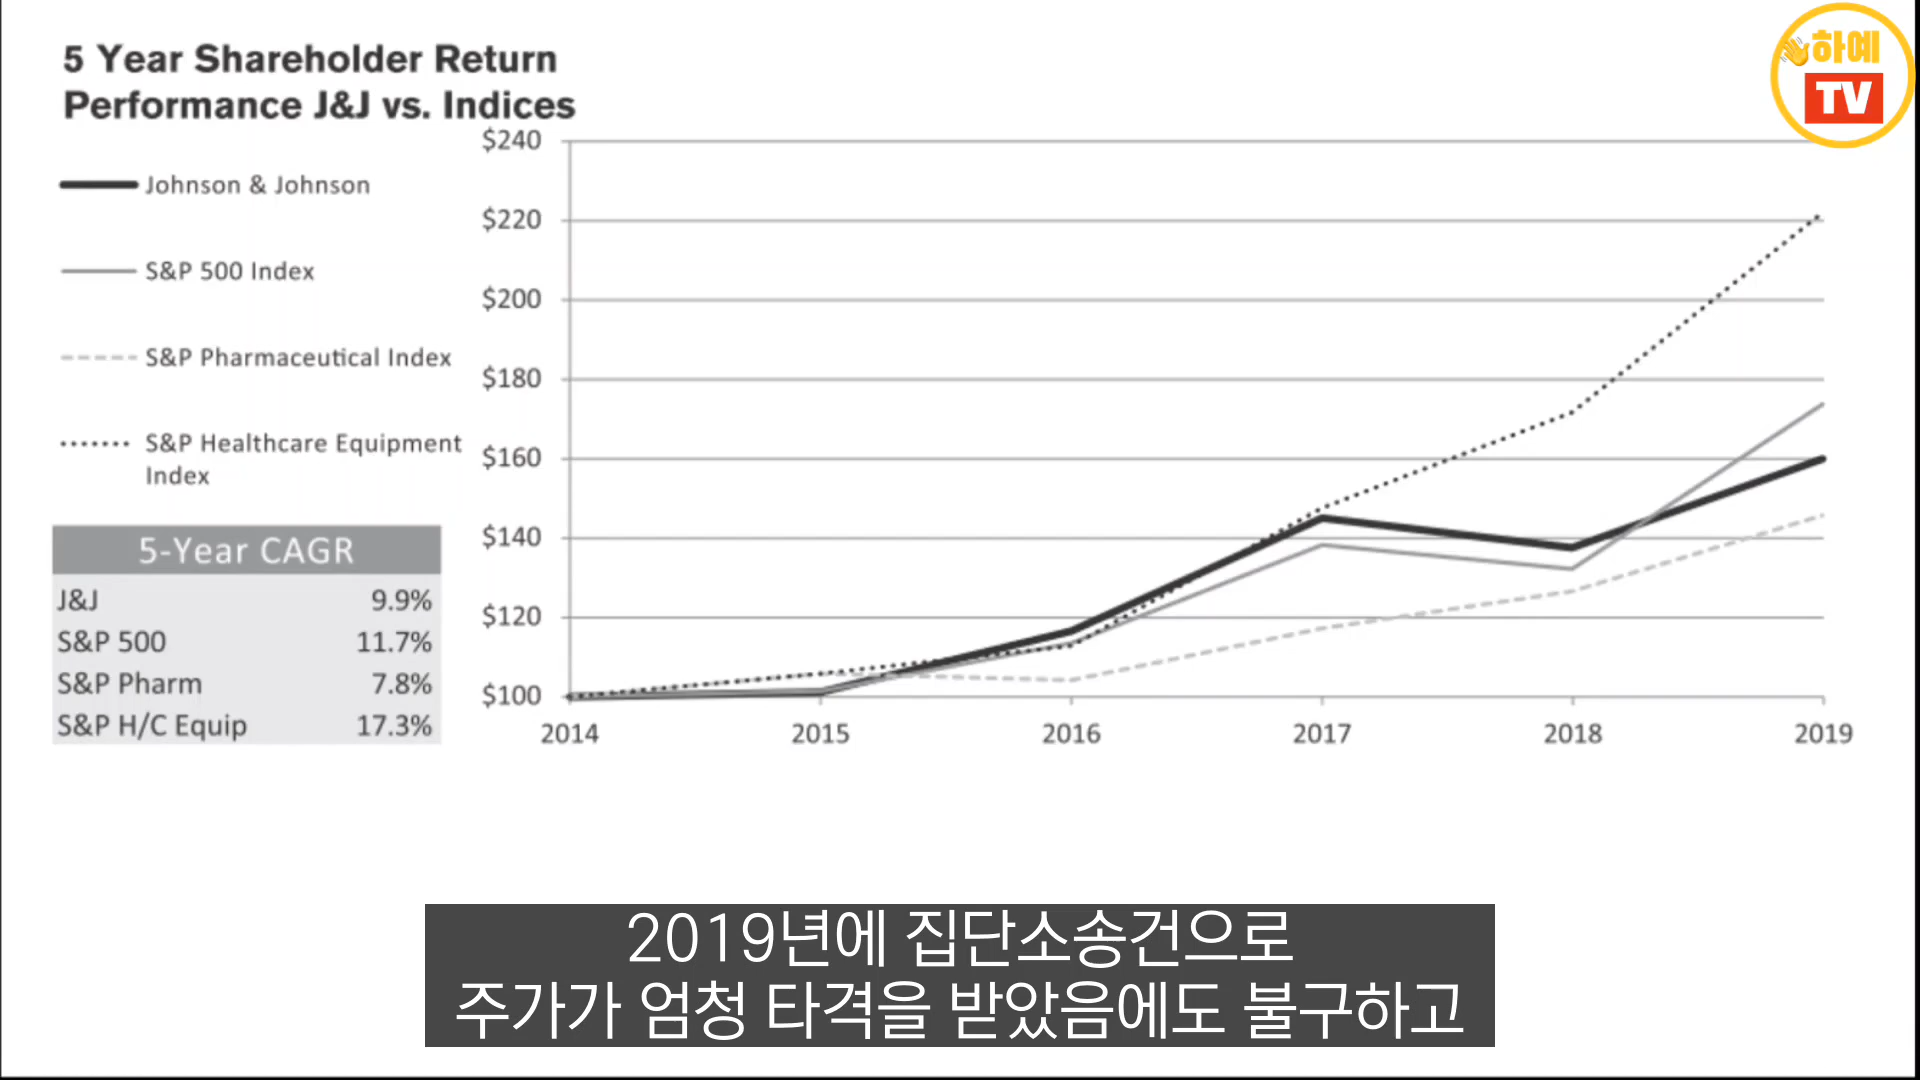 5 Year Shareholder Return
Performance J&J vs. Indices
하예
TV
Johnson & Johnson
S&P 500 Index
S&P Pharmaceutical Index
S&P Healthcare Equipment
Index
5-Year CAGR
J&J 9.9%
S&P 500 11.7%
S&P Pharm 7.8%
S&P H/C Equip 17.3%
$240
$220
$200
$180
$160
$140
$120
$100
2014 2015 2016 2017 2018 2019
2019년에 집단소송건으로
주가가 엄청 타격을 받았음에도 불구하고